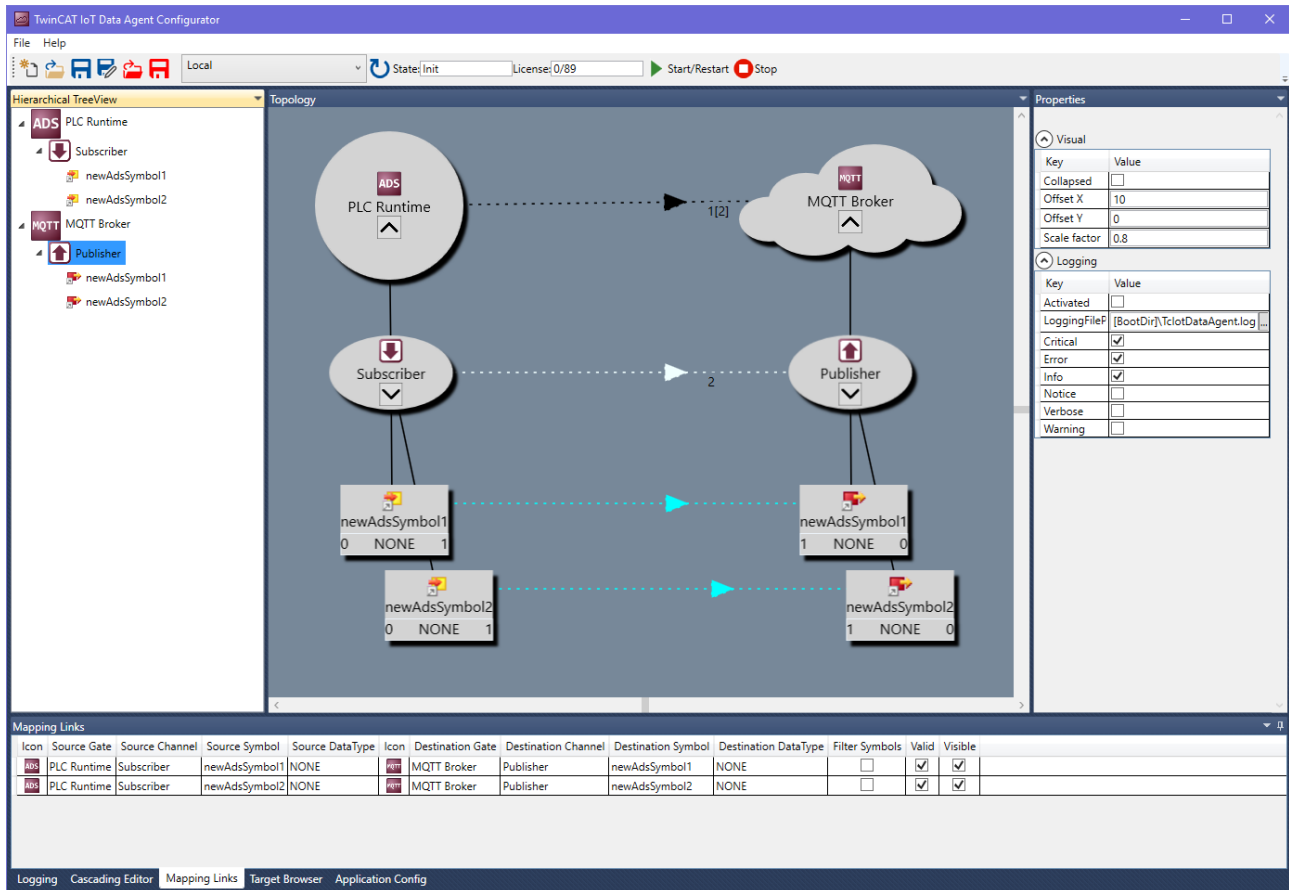 TwinCAT IoT Data Agent Configurator
File Help
Local State: Init License: 0/89 Start/Restart Stop
Hierarchical TreeView
ADS PLC Runtime
Subscriber
newAdsSymbol1
newAdsSymbol2
MQTT MQTT Broker
Publisher
newAdsSymbol1
newAdsSymbol2
Topology
ADS
PLC Runtime
1[2]
MQTT
MQTT Broker
Subscriber
2
Publisher
newAdsSymbol1
0 NONE 1
newAdsSymbol1
1 NONE 0
newAdsSymbol2
0 NONE 1
newAdsSymbol2
1 NONE 0
Properties
Visual
Key Value
Collapsed
Offset X 10
Offset Y 0
Scale factor 0.8
Logging
Key Value
Activated
LoggingFileP [BootDir]\TcIotDataAgent.log ...
Critical
Error
Info
Notice
Verbose
Warning
Mapping Links
Icon Source Gate Source Channel Source Symbol Source DataType Icon Destination Gate Destination Channel Destination Symbol Destination DataType Filter Symbols Valid Visible
ADS PLC Runtime Subscriber newAdsSymbol1 NONE MQTT MQTT Broker Publisher newAdsSymbol1 NONE
ADS PLC Runtime Subscriber newAdsSymbol2 NONE MQTT MQTT Broker Publisher newAdsSymbol2 NONE
Logging Cascading Editor Mapping Links Target Browser Application Config